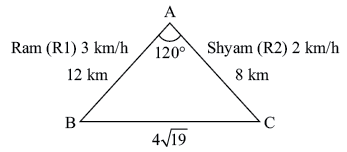 A
Ram (R1) 3 km/h
Shyam (R2) 2 km/h
120°
12 km
8 km
B
C
4√19